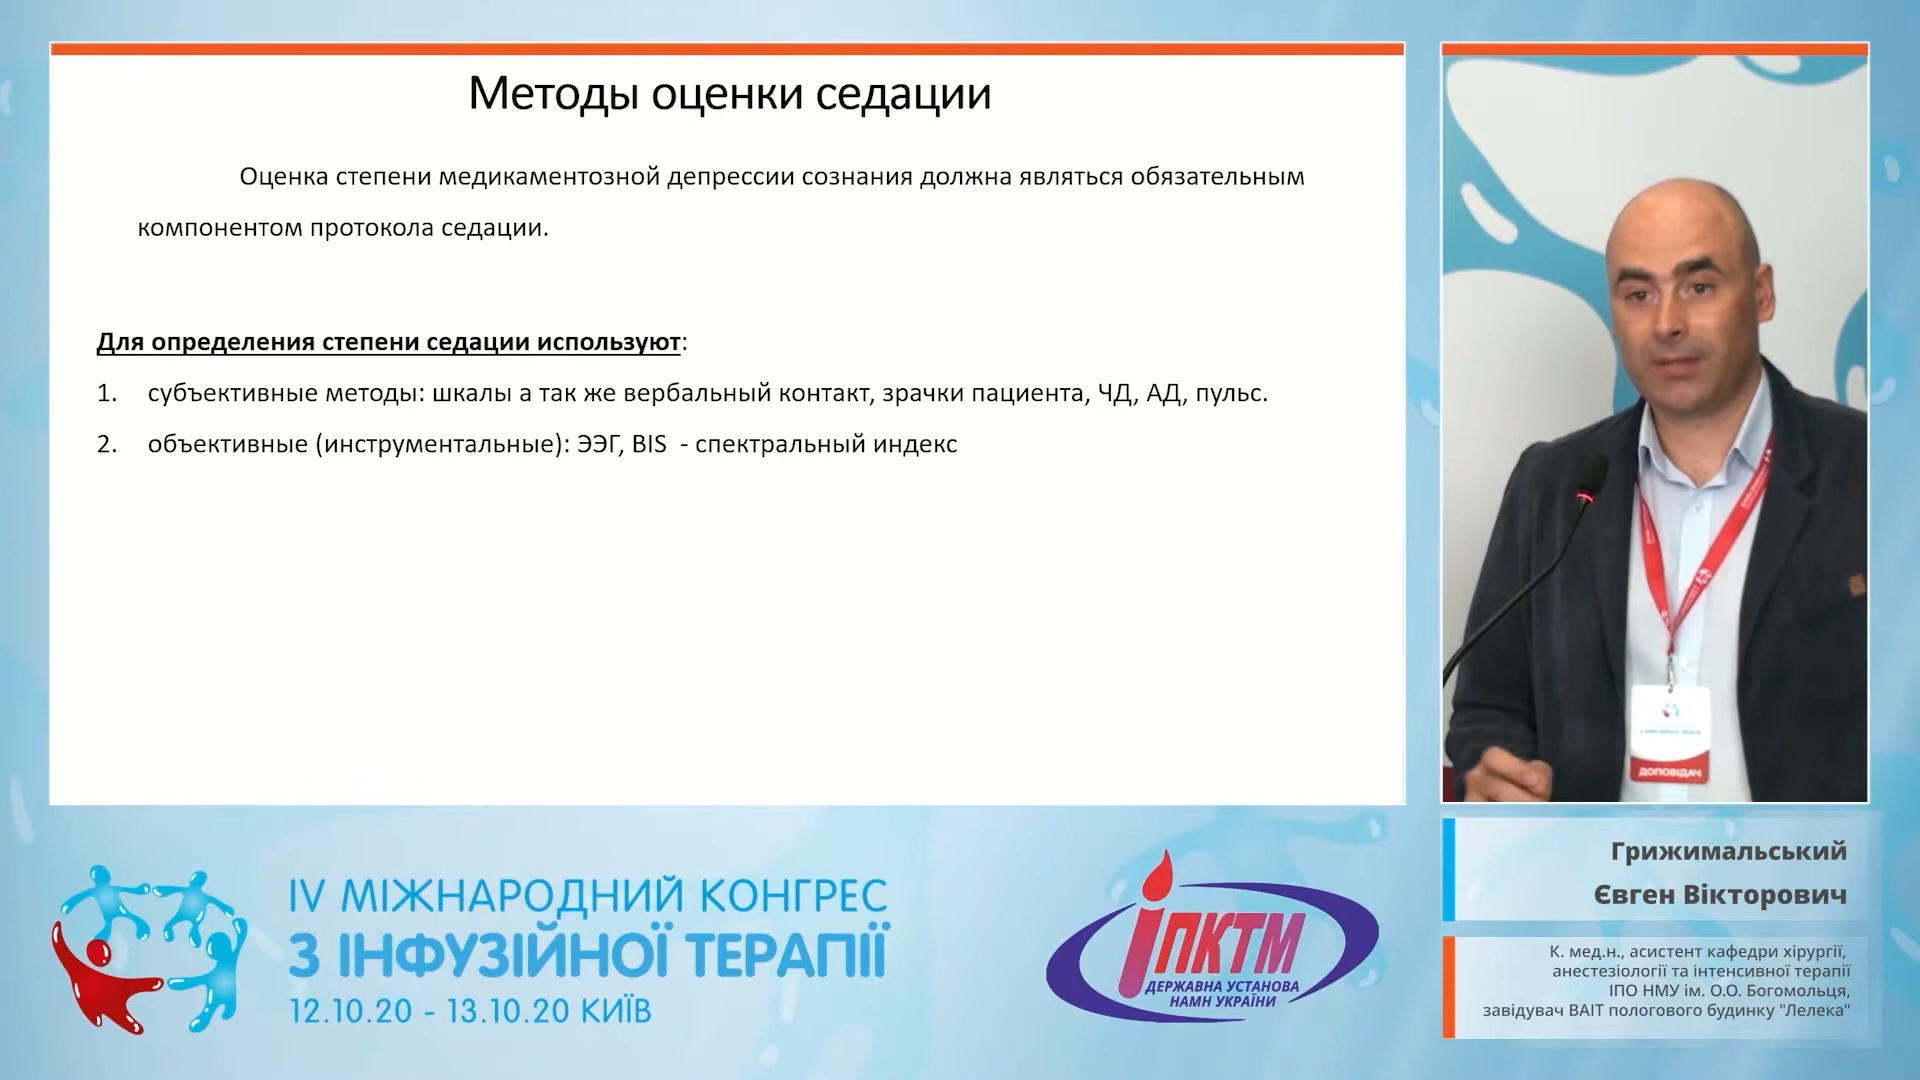 Методы оценки седации
Оценка степени медикаментозной депрессии сознания должна являться обязательным
компонентом протокола седации.
Для определения степени седации используют:
1. субъективные методы: шкалы а так же вербальный контакт, зрачки пациента, ЧД, АД, пульс.
2. объективные (инструментальные): ЭЭГ, BIS - спектральный индекс
ДОПОВІДАЧ
Грижимальський
Євген Вікторович
К. мед.н., асистент кафедри хірургії,
анестезіології та інтенсивної терапії
ІПО НМУ ім. О.О. Богомольця,
завідувач ВАІТ пологового будинку "Лелека"
IV МІЖНАРОДНИЙ КОНГРЕС
З ІНФУЗІЙНОЇ ТЕРАПІЇ
12.10.20 - 13.10.20 КИЇВ
ІПКТМ
ДЕРЖАВНА УСТАНОВА
НАМН УКРАЇНИ